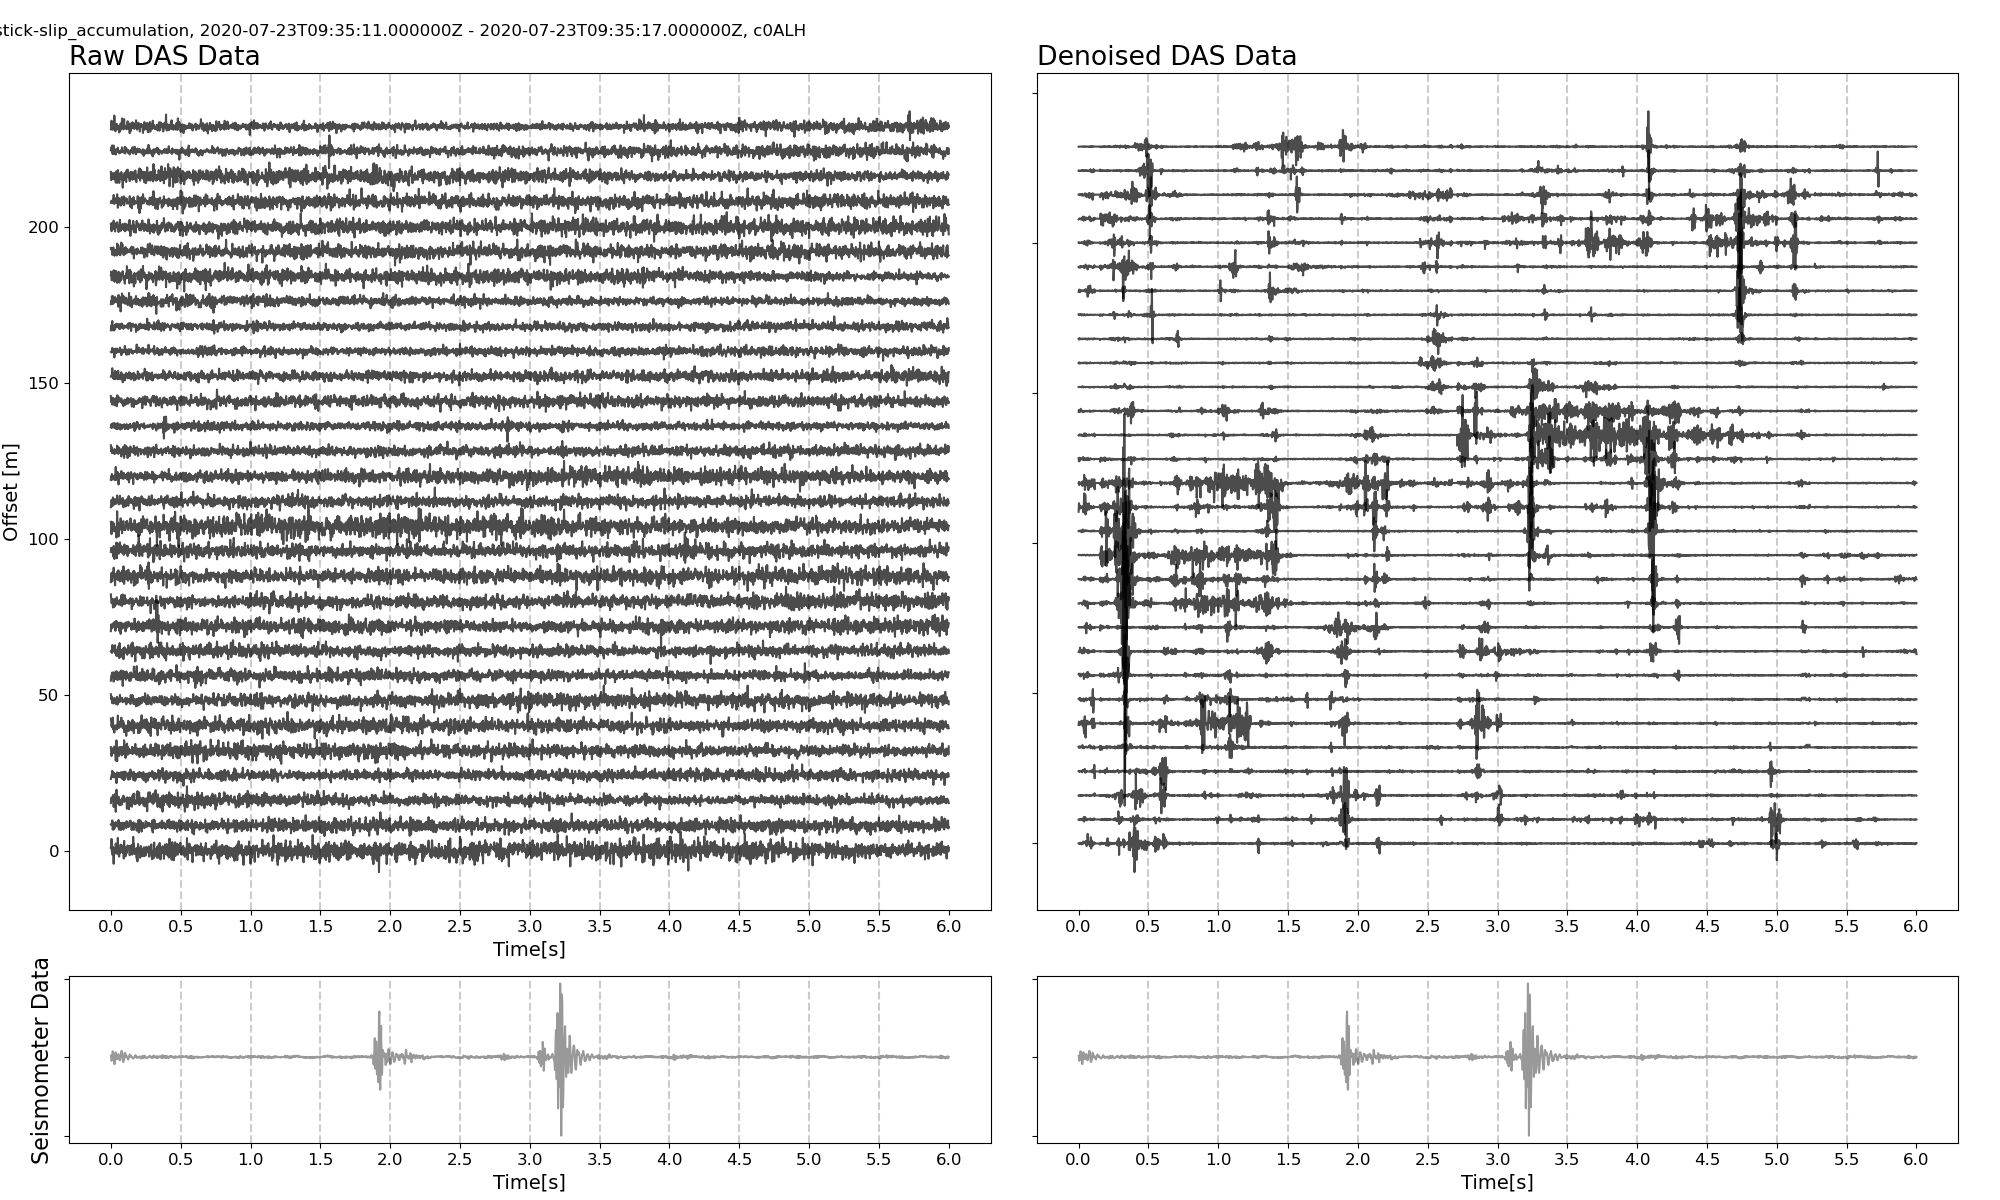 stick-slip_accumulation, 2020-07-23T09:35:11.000000Z - 2020-07-23T09:35:17.000000Z, c0ALH
Raw DAS Data
Denoised DAS Data
200
150
100
50
0
Offset [m]
0.0 0.5 1.0 1.5 2.0 2.5 3.0 3.5 4.0 4.5 5.0 5.5 6.0
Time[s]
0.0 0.5 1.0 1.5 2.0 2.5 3.0 3.5 4.0 4.5 5.0 5.5 6.0
Seismometer Data
0.0 0.5 1.0 1.5 2.0 2.5 3.0 3.5 4.0 4.5 5.0 5.5 6.0
Time[s]
0.0 0.5 1.0 1.5 2.0 2.5 3.0 3.5 4.0 4.5 5.0 5.5 6.0
Time[s]